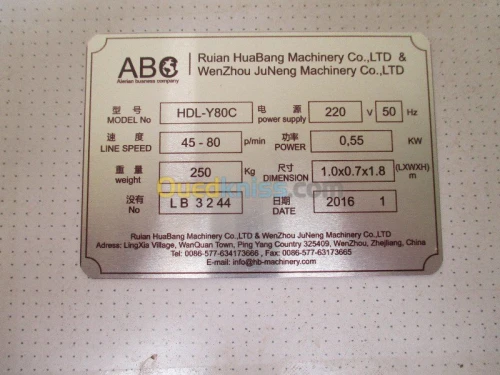 ABC
Aierian business company
Ruian HuaBang Machinery Co.,LTD &
WenZhou JuNeng Machinery Co.,LTD
型号 MODEL No HDL-Y80C 电源 power supply 220 V 50 Hz
速度 LINE SPEED 45 - 80 p/min 功率 POWER 0,55 KW
重量 weight 250 Kg 尺寸 DIMENSION 1.0x0.7x1.8 (LXWXH) m
没有 No LB 3244 日期 DATE 2016 1
Ouedkniss.com
Ruian HuaBang Machinery Co.,LTD & WenZhou JuNeng Machinery Co.,LTD
Adress: LingXia Village, WanQuan Town, Ping Yang Country 325409, WenZhou, Zhejiang, China
Tel: 0086-577-634173666 , Fax: 0086-577-63173665
E-mail: info@hb-machinery.com